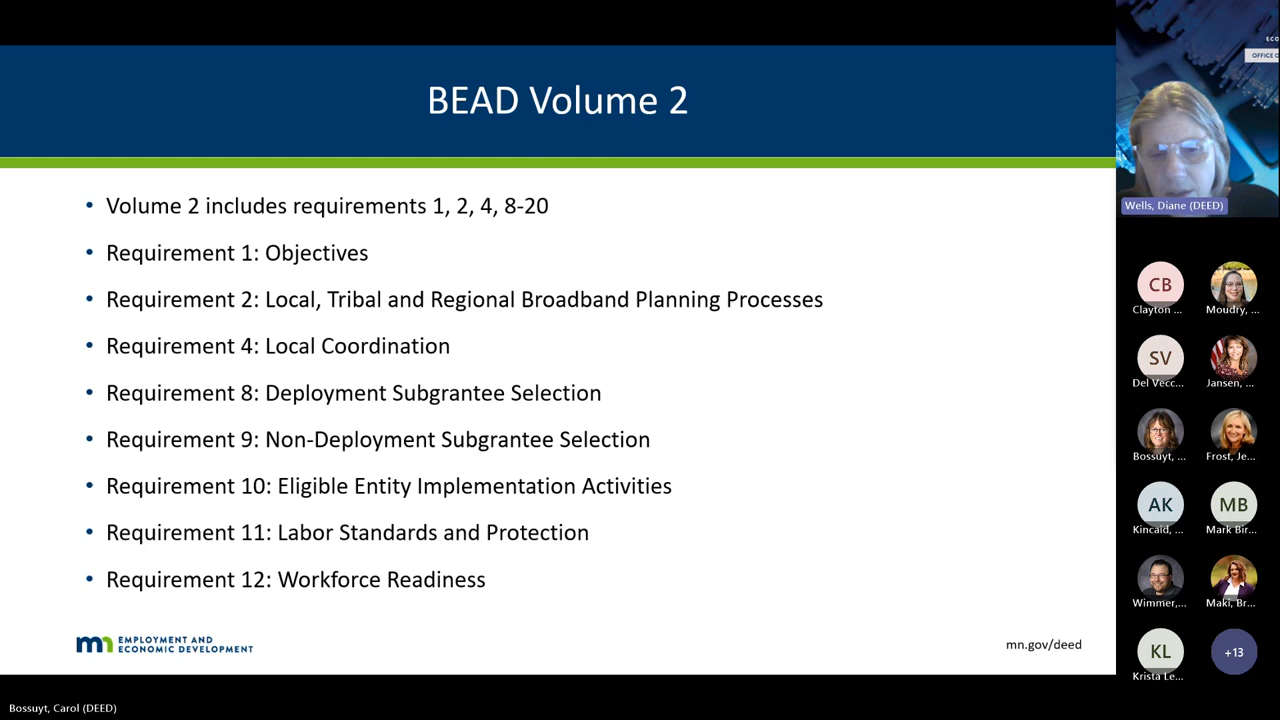 BEAD Volume 2
• Volume 2 includes requirements 1, 2, 4, 8-20
• Requirement 1: Objectives
• Requirement 2: Local, Tribal and Regional Broadband Planning Processes
• Requirement 4: Local Coordination
• Requirement 8: Deployment Subgrantee Selection
• Requirement 9: Non-Deployment Subgrantee Selection
• Requirement 10: Eligible Entity Implementation Activities
• Requirement 11: Labor Standards and Protection
• Requirement 12: Workforce Readiness
mn EMPLOYMENT AND
ECONOMIC DEVELOPMENT
mn.gov/deed
Bossuyt, Carol (DEED)
ECO
OFFICE O
Wells, Diane (DEED)
CB
Clayton ...
Moudry, ...
SV
Del Vecc...
Jansen, ...
Bossuyt, ...
Frost, Je...
AK
Kincaid, ...
MB
Mark Bir...
Wimmer,...
Maki, Br...
KL
Krista Le...
+13